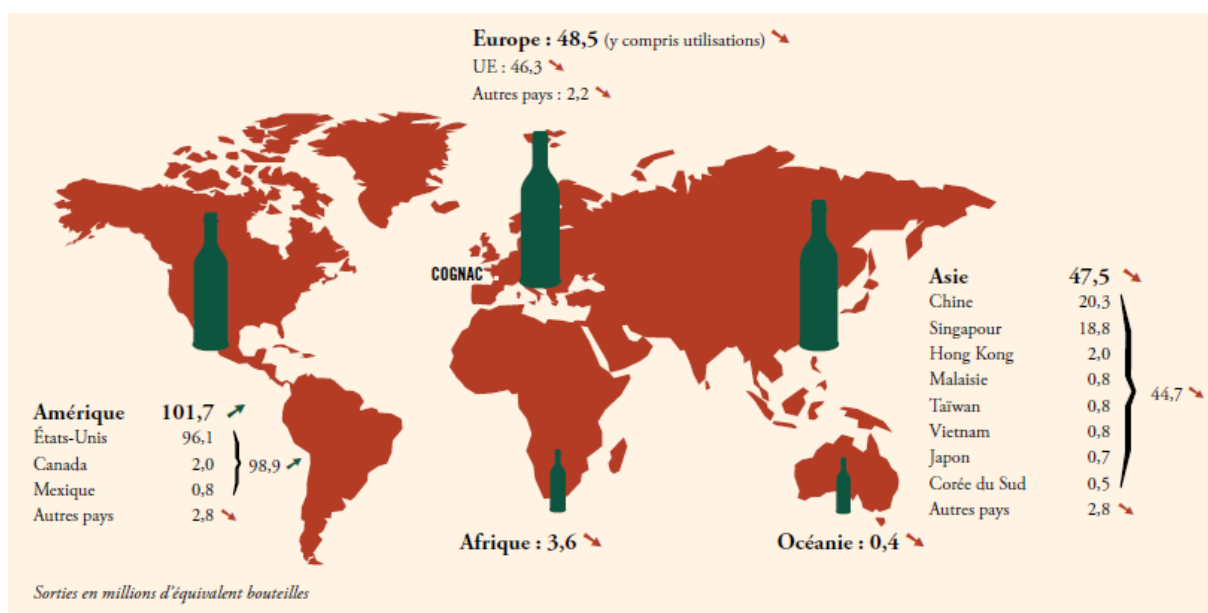 Europe : 48,5 (y compris utilisations)
UE : 46,3
Autres pays : 2,2
COGNAC
Amérique 101,7
États-Unis 96,1
Canada 2,0
Mexique 0,8
98,9
Autres pays 2,8
Afrique : 3,6
Océanie : 0,4
Asie 47,5
Chine 20,3
Singapour 18,8
Hong Kong 2,0
Malaisie 0,8
Taïwan 0,8
Vietnam 0,8
Japon 0,7
Corée du Sud 0,5
44,7
Autres pays 2,8
Sorties en millions d'équivalent bouteilles